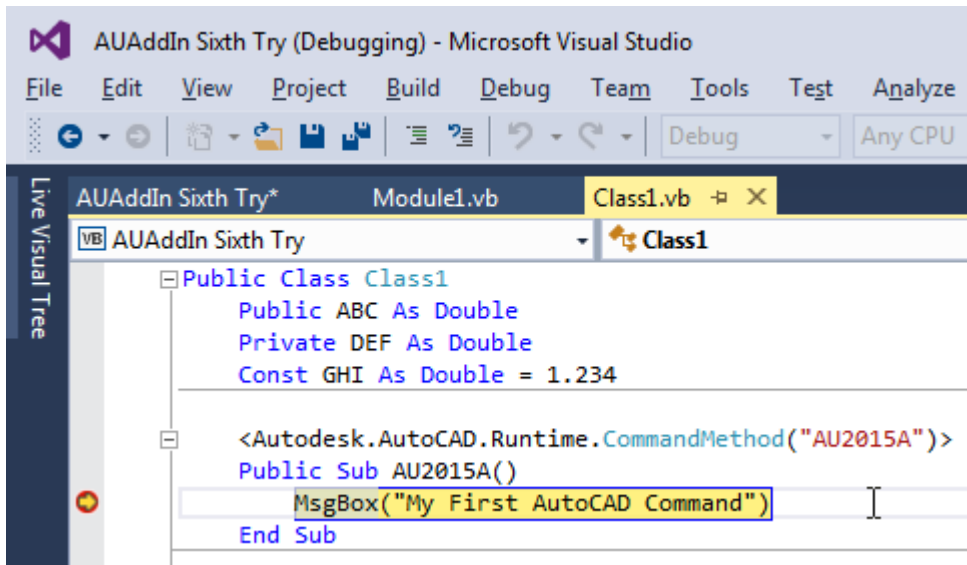 AUAddIn Sixth Try (Debugging) - Microsoft Visual Studio
File Edit View Project Build Debug Team Tools Test Analyze
Debug Any CPU
Live Visual Tree
AUAddIn Sixth Try* Module1.vb Class1.vb
VB AUAddIn Sixth Try Class1
Public Class Class1
Public ABC As Double
Private DEF As Double
Const GHI As Double = 1.234
<Autodesk.AutoCAD.Runtime.CommandMethod("AU2015A")>
Public Sub AU2015A()
MsgBox("My First AutoCAD Command")
End Sub